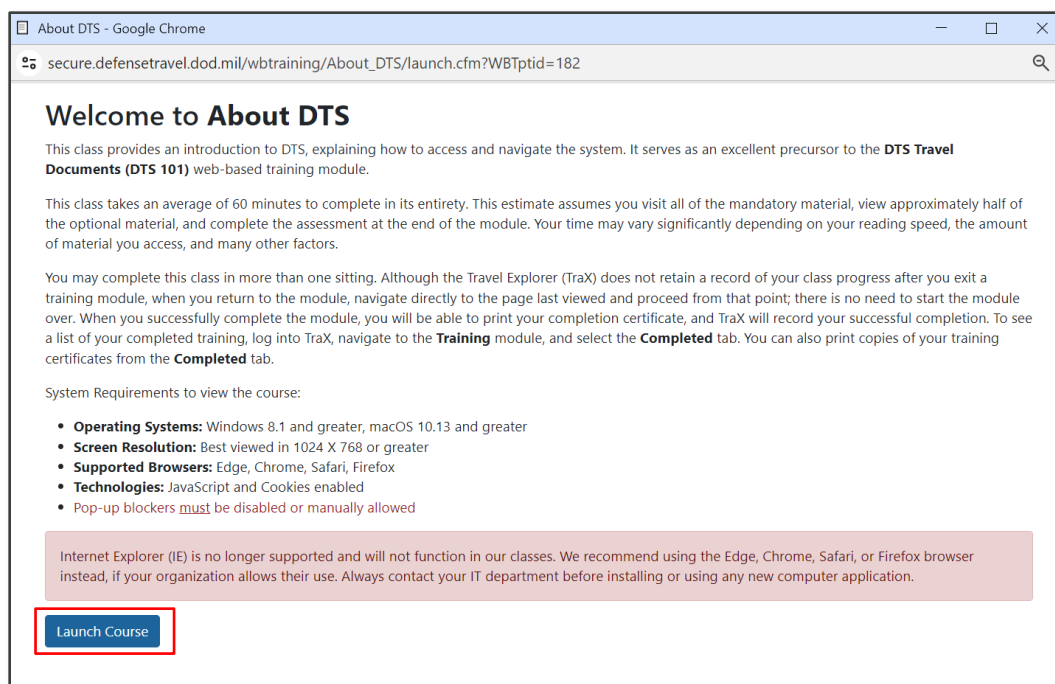 About DTS - Google Chrome
secure.defensetravel.dod.mil/wbtraining/About_DTS/launch.cfm?WBTptid=182
Welcome to About DTS
This class provides an introduction to DTS, explaining how to access and navigate the system. It serves as an excellent precursor to the DTS Travel
Documents (DTS 101) web-based training module.
This class takes an average of 60 minutes to complete in its entirety. This estimate assumes you visit all of the mandatory material, view approximately half of
the optional material, and complete the assessment at the end of the module. Your time may vary significantly depending on your reading speed, the amount
of material you access, and many other factors.
You may complete this class in more than one sitting. Although the Travel Explorer (TraX) does not retain a record of your class progress after you exit a
training module, when you return to the module, navigate directly to the page last viewed and proceed from that point; there is no need to start the module
over. When you successfully complete the module, you will be able to print your completion certificate, and TraX will record your successful completion. To see
a list of your completed training, log into TraX, navigate to the Training module, and select the Completed tab. You can also print copies of your training
certificates from the Completed tab.
System Requirements to view the course:
• Operating Systems: Windows 8.1 and greater, macOS 10.13 and greater
• Screen Resolution: Best viewed in 1024 X 768 or greater
• Supported Browsers: Edge, Chrome, Safari, Firefox
• Technologies: JavaScript and Cookies enabled
• Pop-up blockers must be disabled or manually allowed
Internet Explorer (IE) is no longer supported and will not function in our classes. We recommend using the Edge, Chrome, Safari, or Firefox browser
instead, if your organization allows their use. Always contact your IT department before installing or using any new computer application.
Launch Course